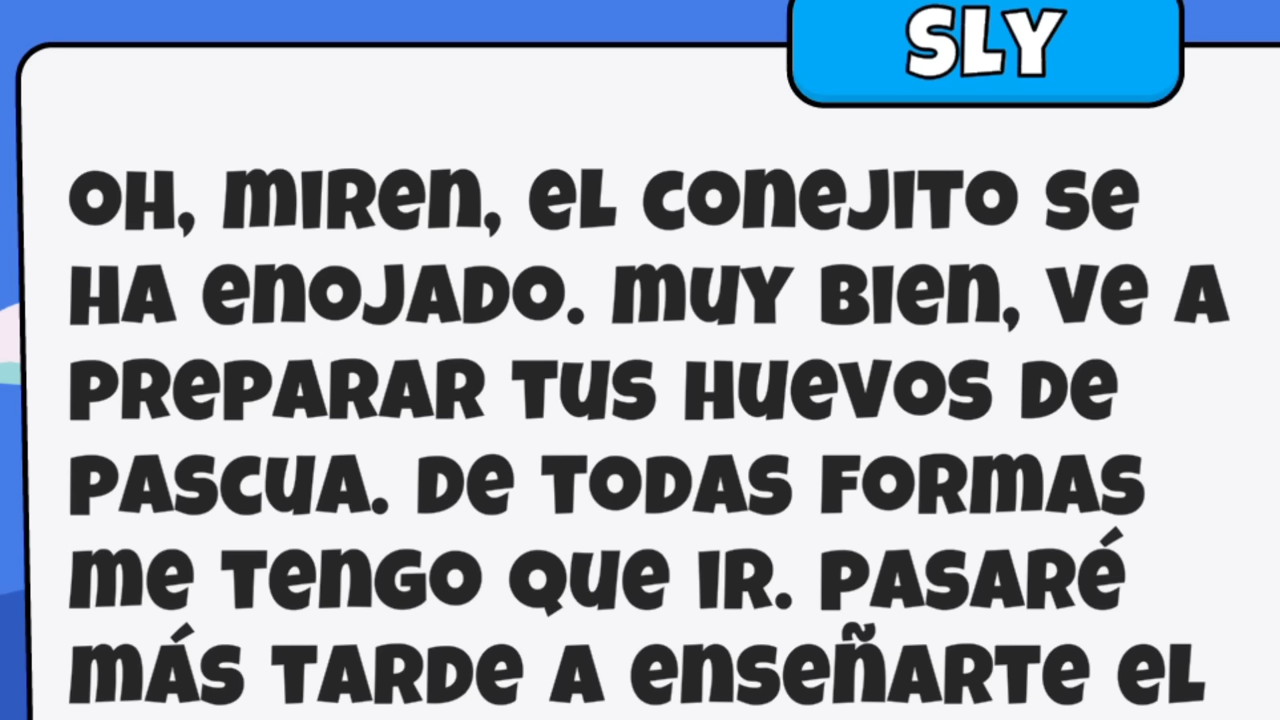 SLY
OH, MIREN, EL CONEJITO SE
HA ENOJADO. MUY BIEN, VE A
PREPARAR TUS HUEVOS DE
PASCUA. DE TODAS FORMAS
ME TENGO QUE IR. PASARÉ
MÁS TARDE A ENSEÑARTE EL